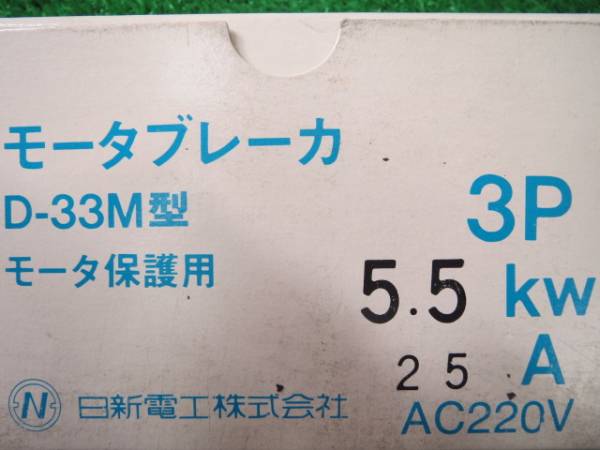 モータブレーカ
D-33M型
モータ保護用
3P
5.5 kw
25 A
AC220V
N 日新電工株式会社